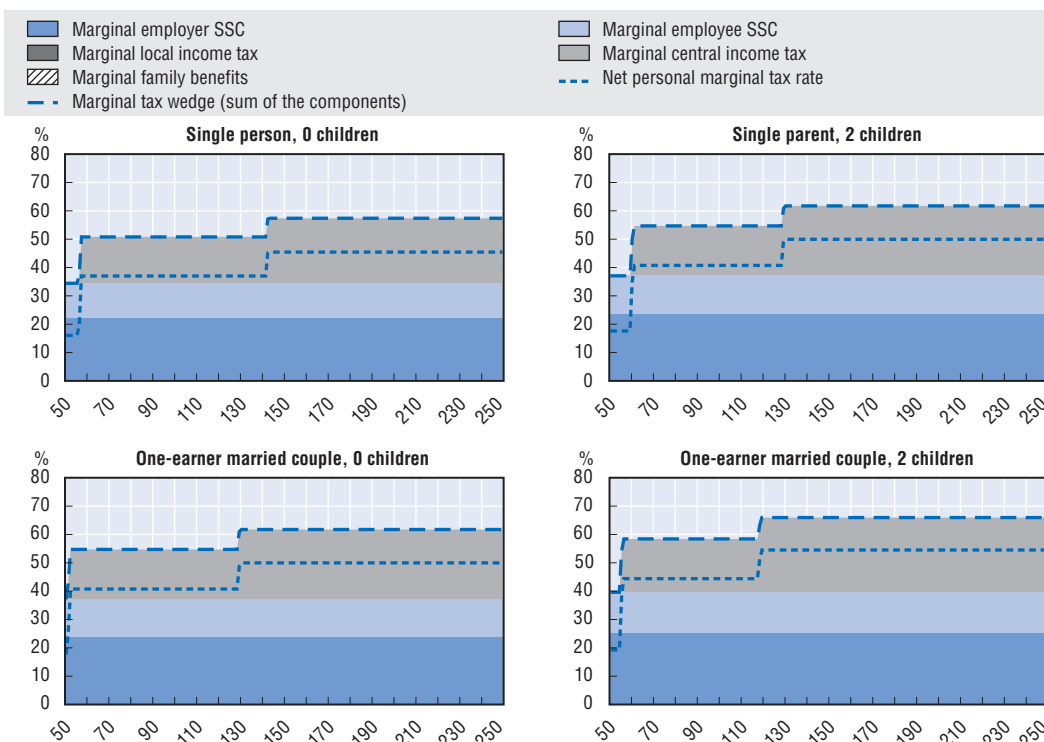 Marginal employer SSC
Marginal employee SSC
Marginal local income tax
Marginal central income tax
Marginal family benefits
Net personal marginal tax rate
Marginal tax wedge (sum of the components)
%
Single person, 0 children
80
70
60
50
40
30
20
10
0
50 70 90 110 130 150 170 190 210 230 250
%
Single parent, 2 children
80
70
60
50
40
30
20
10
0
50 70 90 110 130 150 170 190 210 230 250
%
One-earner married couple, 0 children
80
70
60
50
40
30
20
10
0
50 70 90 110 130 150 170 190 210 230 250
%
One-earner married couple, 2 children
80
70
60
50
40
30
20
10
0
50 70 90 110 130 150 170 190 210 230 250